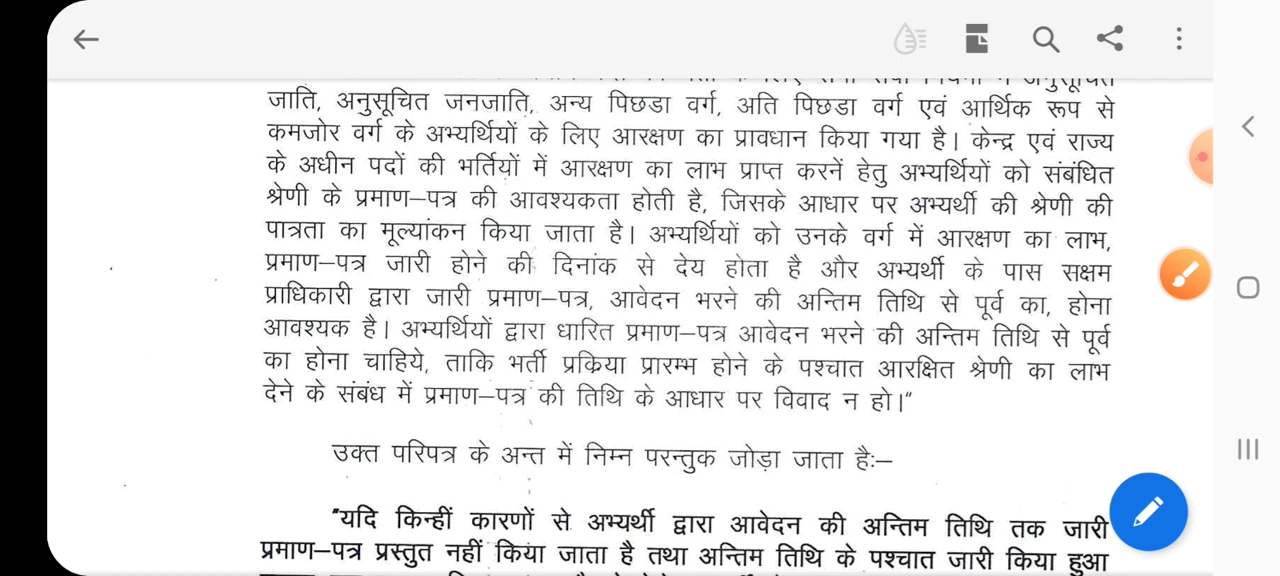 अनुसूचित
जाति, अनुसूचित जनजाति, अन्य पिछडा वर्ग, अति पिछडा वर्ग एवं आर्थिक रूप से
कमजोर वर्ग के अभ्यर्थियों के लिए आरक्षण का प्रावधान किया गया है। केन्द्र एवं राज्य
के अधीन पदों की भर्तियों में आरक्षण का लाभ प्राप्त करनें हेतु अभ्यर्थियों को संबंधित
श्रेणी के प्रमाण–पत्र की आवश्यकता होती है, जिसके आधार पर अभ्यर्थी की श्रेणी की
पात्रता का मूल्यांकन किया जाता है। अभ्यर्थियों को उनके वर्ग में आरक्षण का लाभ,
प्रमाण–पत्र जारी होने की दिनांक से देय होता है और अभ्यर्थी के पास सक्षम
प्राधिकारी द्वारा जारी प्रमाण–पत्र, आवेदन भरने की अन्तिम तिथि से पूर्व का, होना
आवश्यक है। अभ्यर्थियों द्वारा धारित प्रमाण–पत्र आवेदन भरने की अन्तिम तिथि से पूर्व
का होना चाहिये, ताकि भर्ती प्रक्रिया प्रारम्भ होने के पश्चात आरक्षित श्रेणी का लाभ
देने के संबंध में प्रमाण–पत्र की तिथि के आधार पर विवाद न हो।"
उक्त परिपत्र के अन्त में निम्न परन्तुक जोड़ा जाता हैः–
"यदि किन्हीं कारणों से अभ्यर्थी द्वारा आवेदन की अन्तिम तिथि तक जारी
प्रमाण–पत्र प्रस्तुत नहीं किया जाता है तथा अन्तिम तिथि के पश्चात जारी किया हुआ